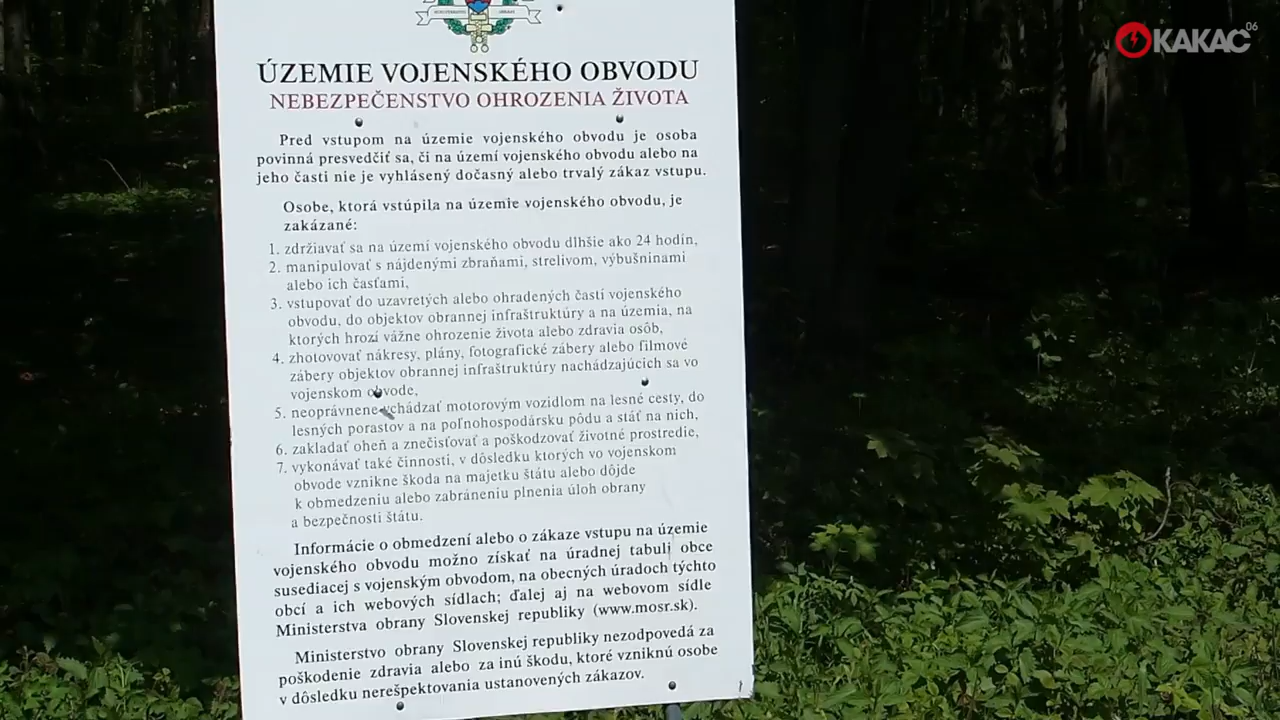 KAKAC06
ÚZEMIE VOJENSKÉHO OBVODU
NEBEZPEČENSTVO OHROZENIA ŽIVOTA
Pred vstupom na územie vojenského obvodu je osoba
povinná presvedčiť sa, či na území vojenského obvodu alebo na
jeho časti nie je vyhlásený dočasný alebo trvalý zákaz vstupu.
Osobe, ktorá vstúpila na územie vojenského obvodu, je
zakázané:
1. zdržiavať sa na území vojenského obvodu dlhšie ako 24 hodín,
2. manipulovať s nájdenými zbraňami, strelivom, výbušninami
alebo ich časťami,
3. vstupovať do uzavretých alebo ohradených častí vojenského
obvodu, do objektov obrannej infraštruktúry a na územia, na
ktorých hrozí vážne ohrozenie života alebo zdravia osôb,
4. zhotovovať nákresy, plány, fotografické zábery alebo filmové
zábery objektov obrannej infraštruktúry nachádzajúcich sa vo
vojenskom obvode,
5. neoprávnene vchádzať motorovým vozidlom na lesné cesty, do
lesných porastov a na poľnohospodársku pôdu a stáť na nich,
6. zakladať oheň a znečisťovať a poškodzovať životné prostredie,
7. vykonávať také činnosti, v dôsledku ktorých vo vojenskom
obvode vznikne škoda na majetku štátu alebo dôjde
k obmedzeniu alebo zabráneniu plnenia úloh obrany
a bezpečnosti štátu.
Informácie o obmedzení alebo o zákaze vstupu na územie
vojenského obvodu možno získať na úradnej tabuli obce
susediacej s vojenským obvodom, na obecných úradoch týchto
obcí a ich webových sídlach; ďalej aj na webovom sídle
Ministerstva obrany Slovenskej republiky (www.mosr.sk).
Ministerstvo obrany Slovenskej republiky nezodpovedá za
poškodenie zdravia alebo za inú škodu, ktoré vzniknú osobe
v dôsledku nerešpektovania ustanovených zákazov.